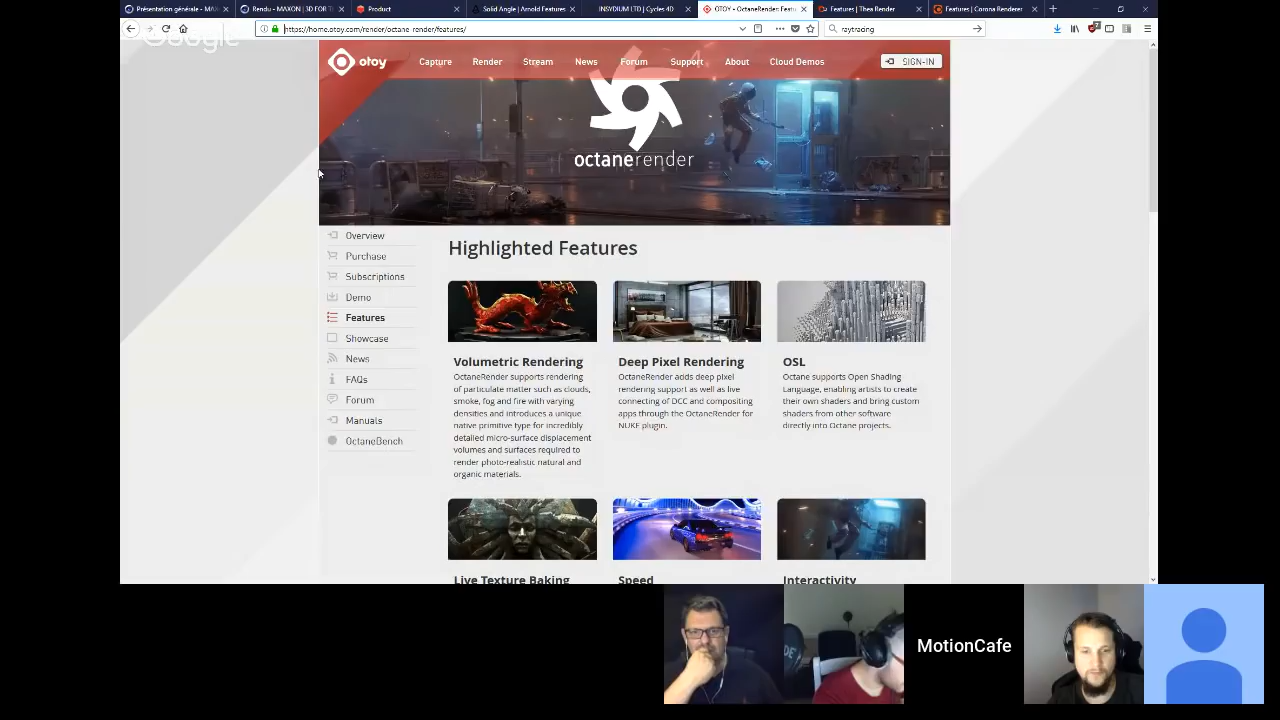 Présentation générale - MAX
Rendu - MAXON | 3D FOR T
Product
Solid Angle | Arnold Features
INSYDIUM LTD | Cycles 4D
OTOY - OctaneRender: Featu
Features | Thea Render
Features | Corona Renderer
Google
https://home.otoy.com/render/octane-render/features/
raytracing
otoy
Capture
Render
Stream
News
Forum
Support
About
Cloud Demos
SIGN-IN
octanerender
Overview
Purchase
Subscriptions
Demo
Features
Showcase
News
FAQs
Forum
Manuals
OctaneBench
Highlighted Features
Volumetric Rendering
OctaneRender supports rendering
of particulate matter such as clouds,
smoke, fog and fire with varying
densities and introduces a unique
native primitive type for incredibly
detailed micro-surface displacement
volumes and surfaces required to
render photo-realistic natural and
organic materials.
Deep Pixel Rendering
OctaneRender adds deep pixel
rendering support as well as live
connecting of DCC and compositing
apps through the OctaneRender for
NUKE plugin.
OSL
Octane supports Open Shading
Language, enabling artists to create
their own shaders and bring custom
shaders from other software
directly into Octane projects.
Live Texture Baking
Speed
Interactivity
MotionCafe